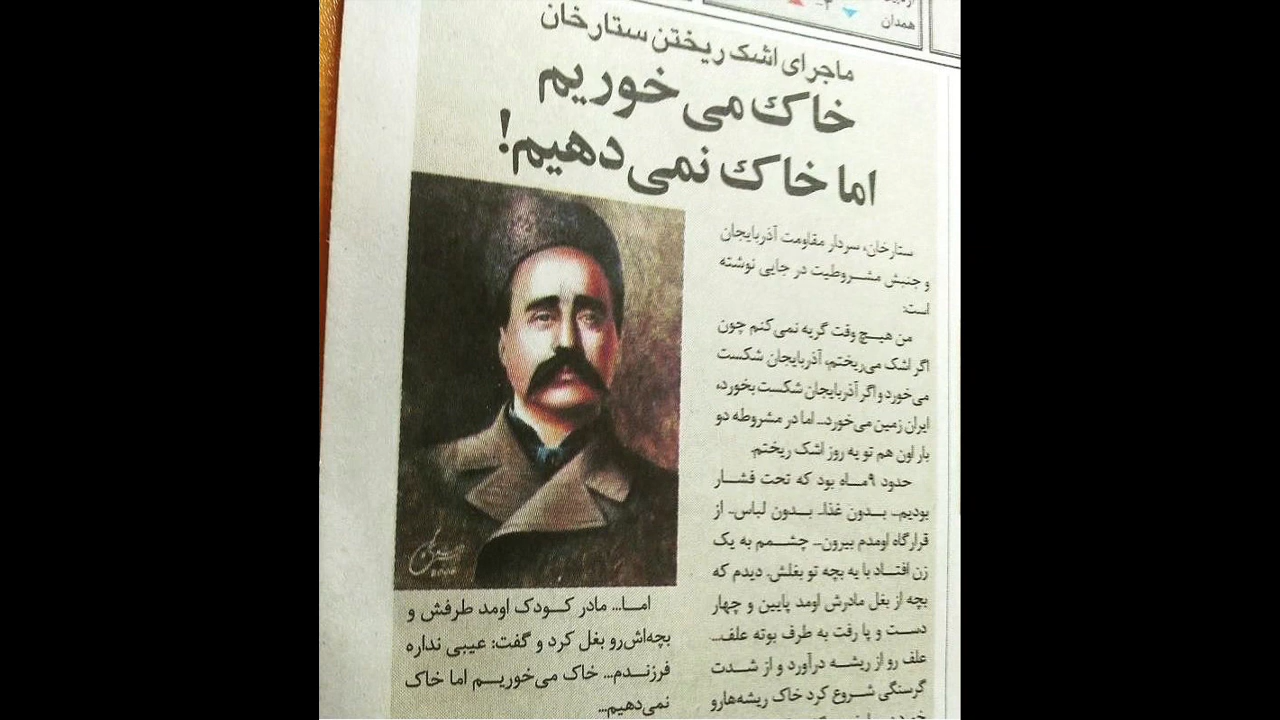 همدان
ماجرای اشک ریختن ستارخان
خاک می‌خوریم
اما خاک نمی‌دهیم!
ستارخان، سردار مقاومت آذربایجان
و جنبش مشروطیت در جایی نوشته
است:
من هیچ وقت گریه نمی‌کنم چون
اگر اشک می‌ریختم، آذربایجان شکست
می‌خورد و اگر آذربایجان شکست بخورد،
ایران زمین می‌خورد... اما در مشروطه دو
بار اون هم تو یه روز اشک ریختم.
حدود ۹ ماه بود که تحت فشار
بودیم... بدون غذا. بدون لباس... از
قرارگاه اومدم بیرون... چشمم به یک
زن افتاد با یه بچه تو بغلش. دیدم که
بچه از بغل مادرش اومد پایین و چهار
دست و پا رفت به طرف بوته علف...
علف رو از ریشه درآورد و از شدت
گرسنگی شروع کرد خاک ریشه‌هارو
اما... مادر کودک اومد طرفش و
بچه‌اش‌رو بغل کرد و گفت: عیبی نداره
فرزندم... خاک می‌خوریم اما خاک
نمی‌دهیم...